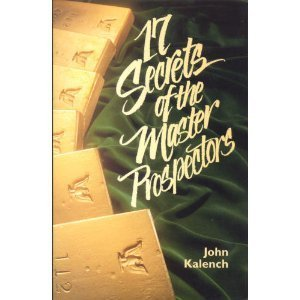 17
Secrets
of the
Master
Prospectors
John
Kalench